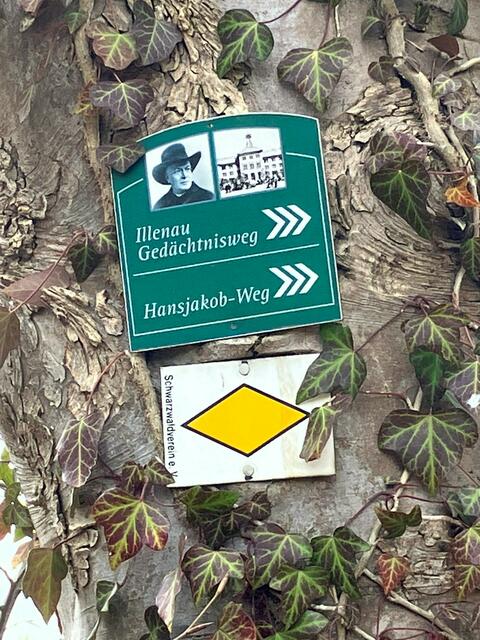 Illenau
Gedächtnisweg
Hansjakob-Weg
Schwarzwaldverein e. V.